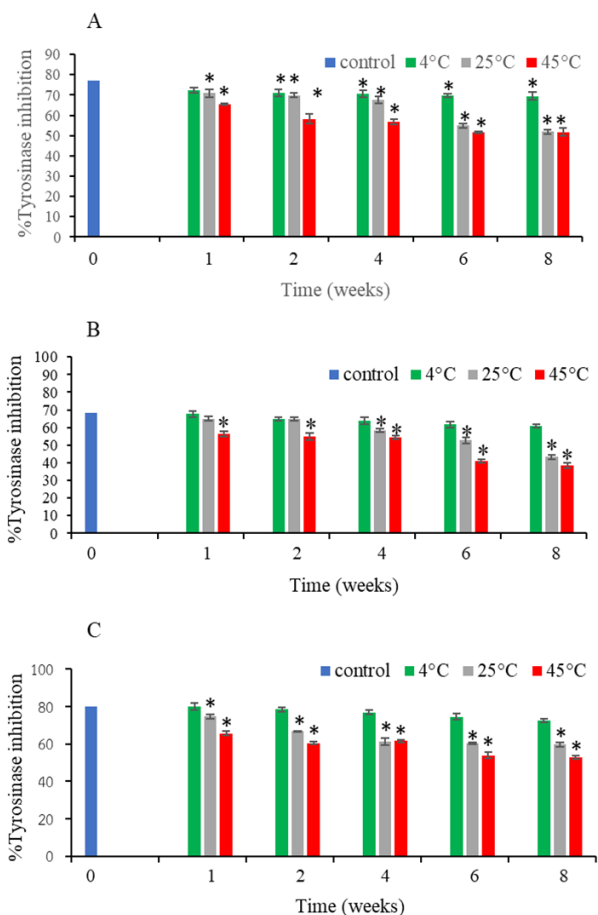 A
%Tyrosinase inhibition
90
80
70
60
50
40
30
20
10
0
control 4°C 25°C 45°C
* * ** * * * * * * * * **
0 1 2 4 6 8
Time (weeks)
B
%Tyrosinase inhibition
100
90
80
70
60
50
40
30
20
10
0
control 4°C 25°C 45°C
* * * * * * * *
0 1 2 4 6 8
Time (weeks)
C
%Tyrosinase inhibition
100
80
60
40
20
0
control 4°C 25°C 45°C
* * * * * * * * * *
0 1 2 4 6 8
Time (weeks)